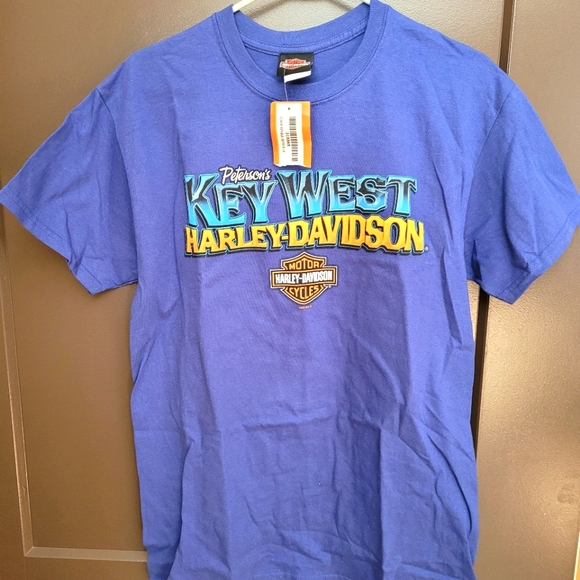 Peterson's
KEY WEST
HARLEY-DAVIDSON®
MOTOR
HARLEY-DAVIDSON
CYCLES